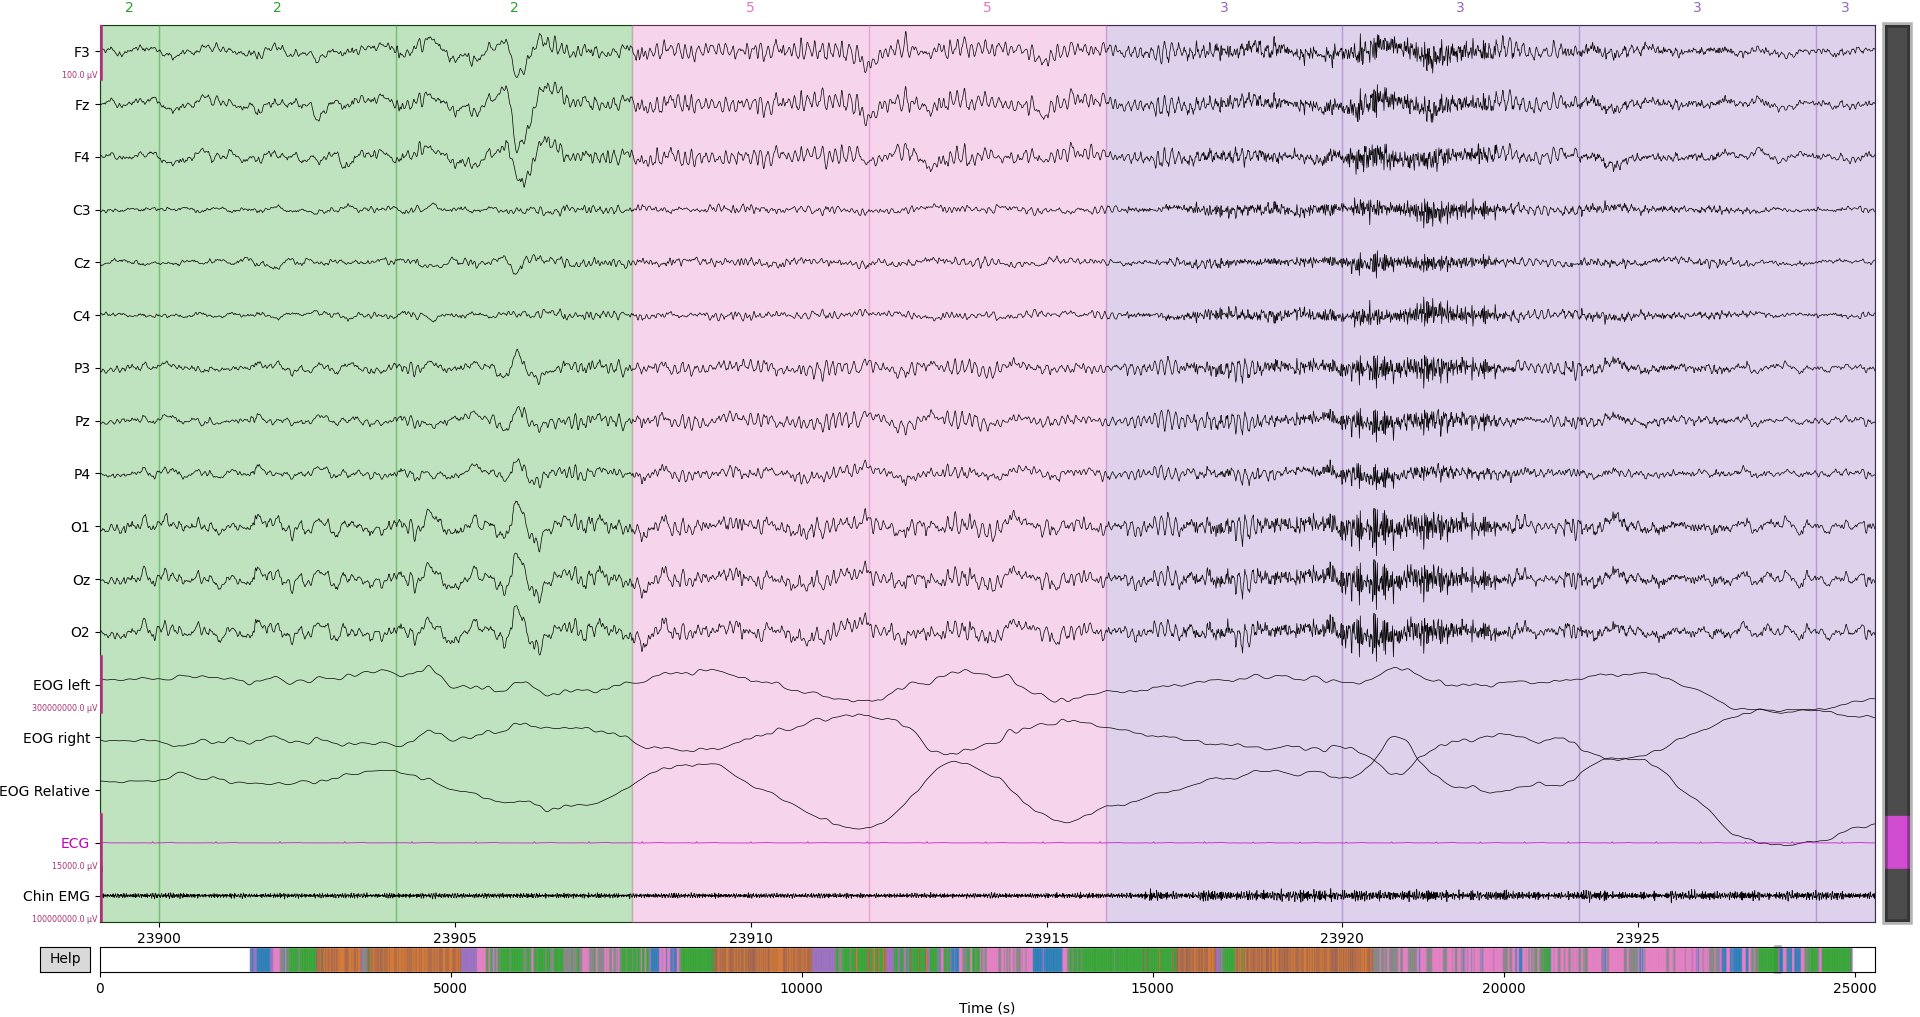 2 2 2 5 5 3 3 3 3
F3
100.0 µV
Fz
F4
C3
Cz
C4
P3
Pz
P4
O1
Oz
O2
EOG left
300000000.0 µV
EOG right
EOG Relative
ECG
15000.0 µV
Chin EMG
100000000.0 µV
23900 23905 23910 23915 23920 23925
Help
0 5000 10000 15000 20000 25000
Time (s)